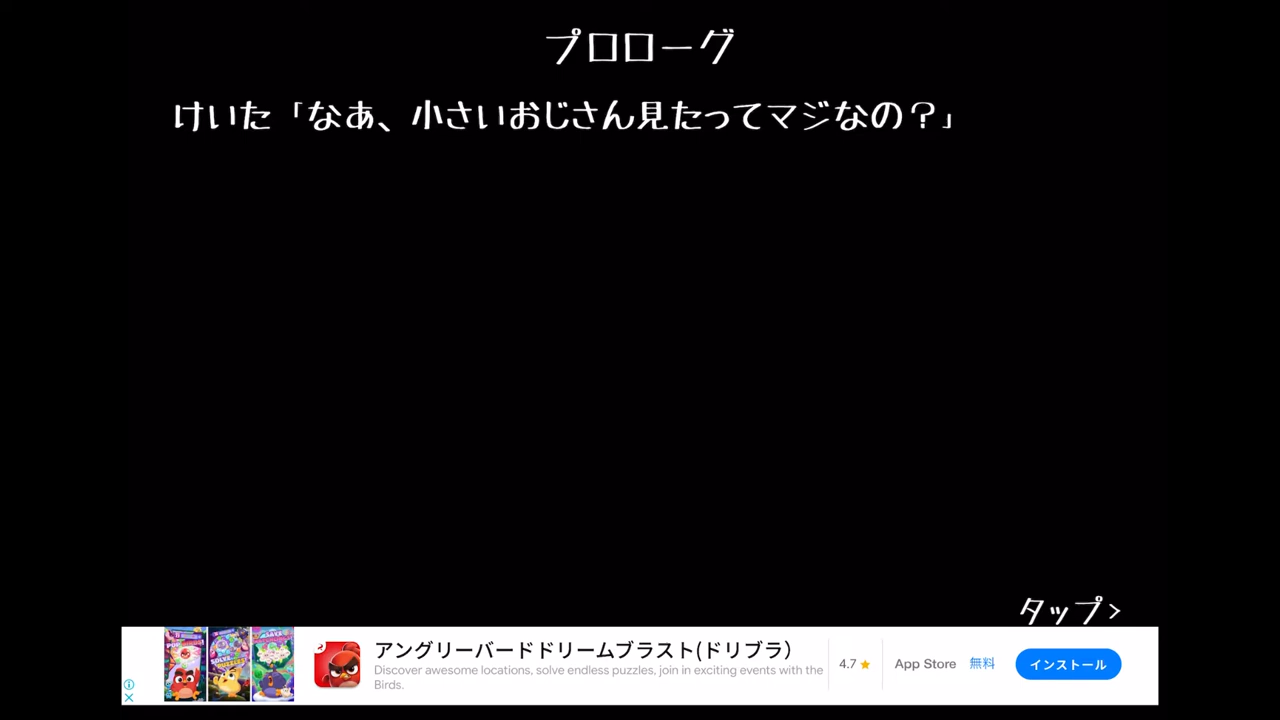 プロローグ
けいた「なあ、小さいおじさん見たってマジなの？」
タップ>
アングリーバードドリームブラスト(ドリブラ)
Discover awesome locations, solve endless puzzles, join in exciting events with the
Birds.
4.7
App Store 無料
インストール